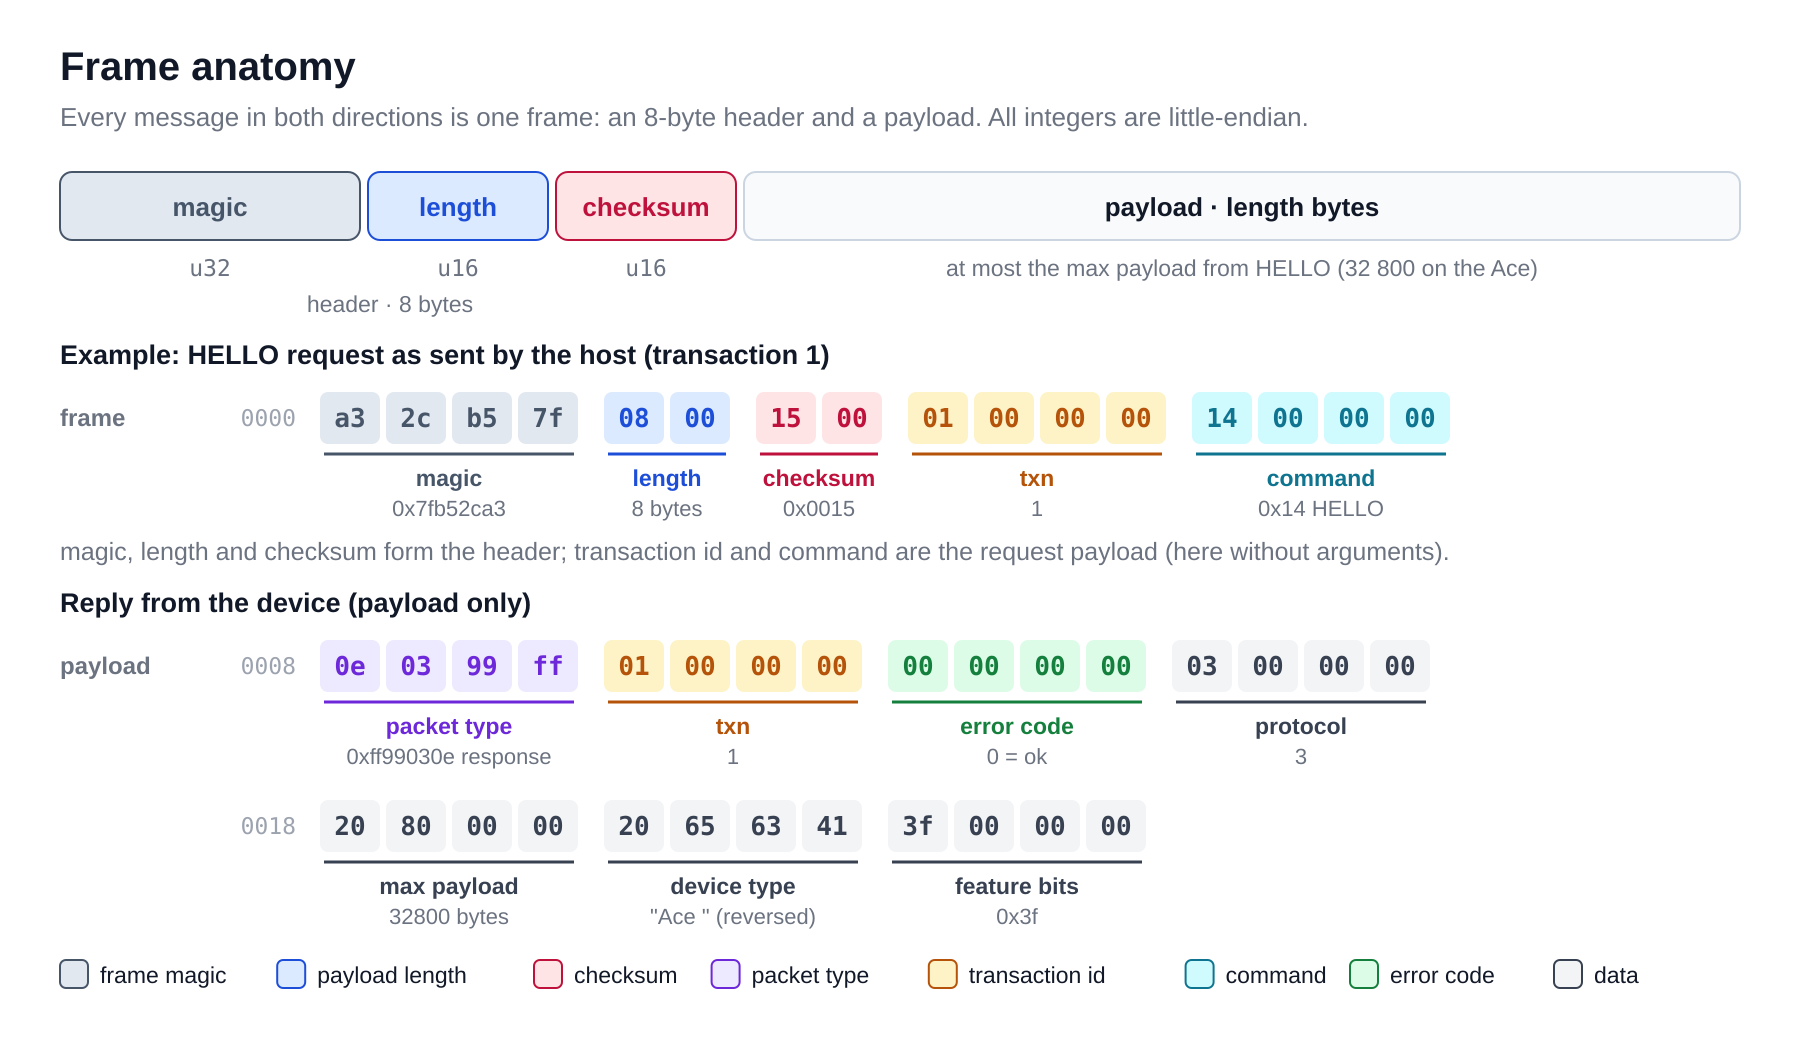 Frame anatomy
Every message in both directions is one frame: an 8-byte header and a payload. All integers are little-endian.
magic length checksum payload · length bytes
u32 u16 u16 at most the max payload from HELLO (32 800 on the Ace)
header · 8 bytes
Example: HELLO request as sent by the host (transaction 1)
frame 0000 a3 2c b5 7f 08 00 15 00 01 00 00 00 14 00 00 00
magic length checksum txn command
0x7fb52ca3 8 bytes 0x0015 1 0x14 HELLO
magic, length and checksum form the header; transaction id and command are the request payload (here without arguments).
Reply from the device (payload only)
payload 0008 0e 03 99 ff 01 00 00 00 00 00 00 00 03 00 00 00
packet type txn error code protocol
0xff99030e response 1 0 = ok 3
0018 20 80 00 00 20 65 63 41 3f 00 00 00
max payload device type feature bits
32800 bytes "Ace " (reversed) 0x3f
frame magic payload length checksum packet type transaction id command error code data